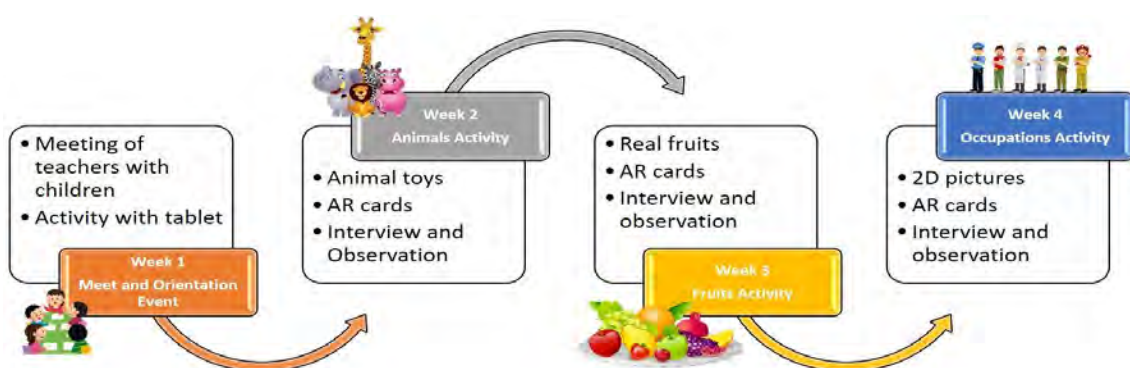 • Meeting of
teachers with
children
• Activity with tablet
Week 1
Meet and Orientation
Event
Week 2
Animals Activity
• Animal toys
• AR cards
• Interview and
Observation
• Real fruits
• AR cards
• Interview and
observation
Week 3
Fruits Activity
Week 4
Occupations Activity
• 2D pictures
• AR cards
• Interview and
observation